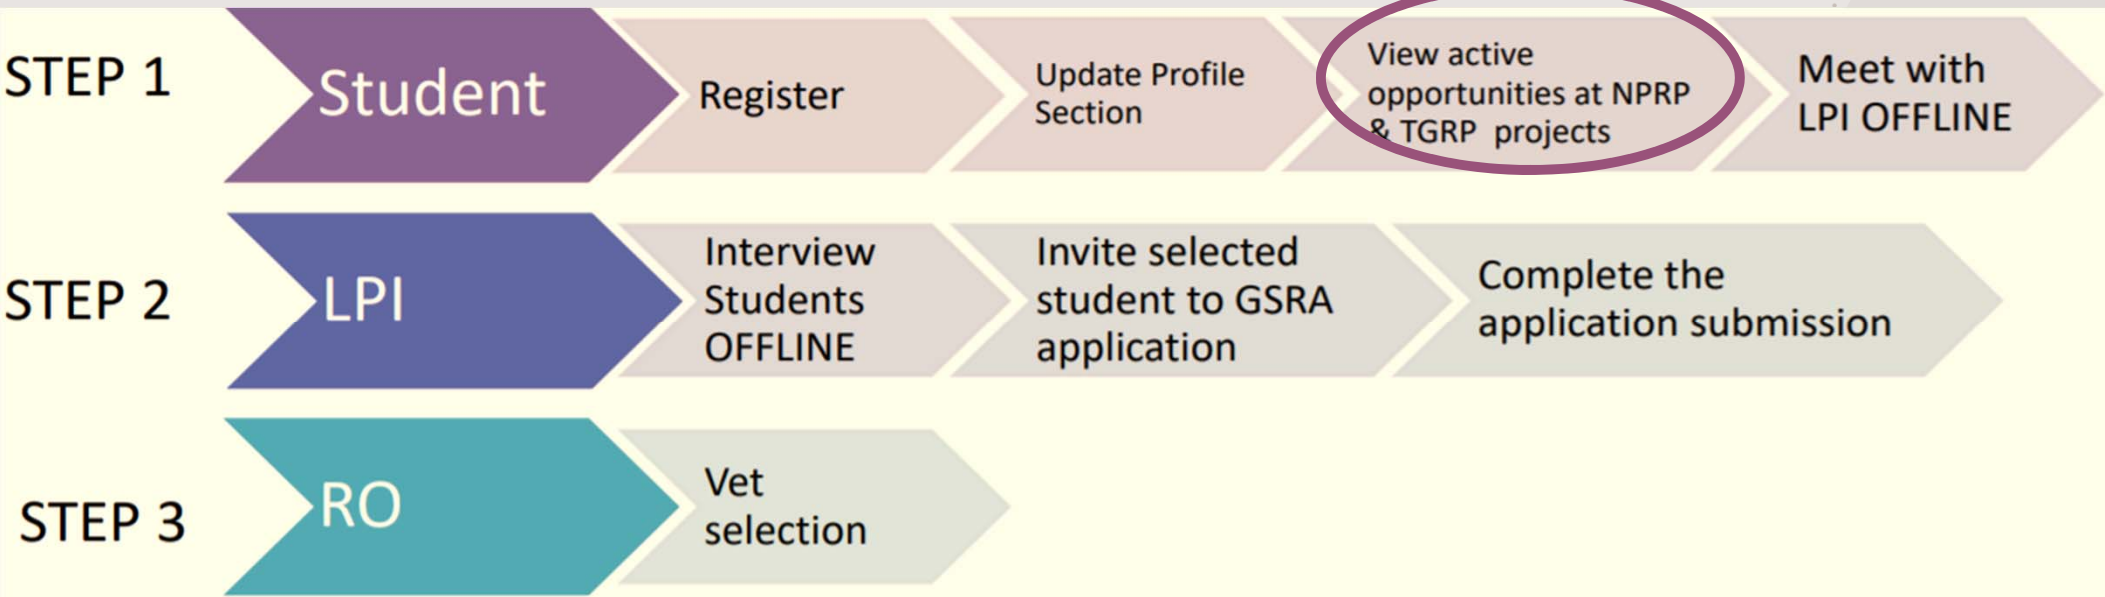 STEP 1
Student
Register
Update Profile
Section
View active
opportunities at NPRP
& TGRP projects
Meet with
LPI OFFLINE
STEP 2
LPI
Interview
Students
OFFLINE
Invite selected
student to GSRA
application
Complete the
application submission
STEP 3
RO
Vet
selection